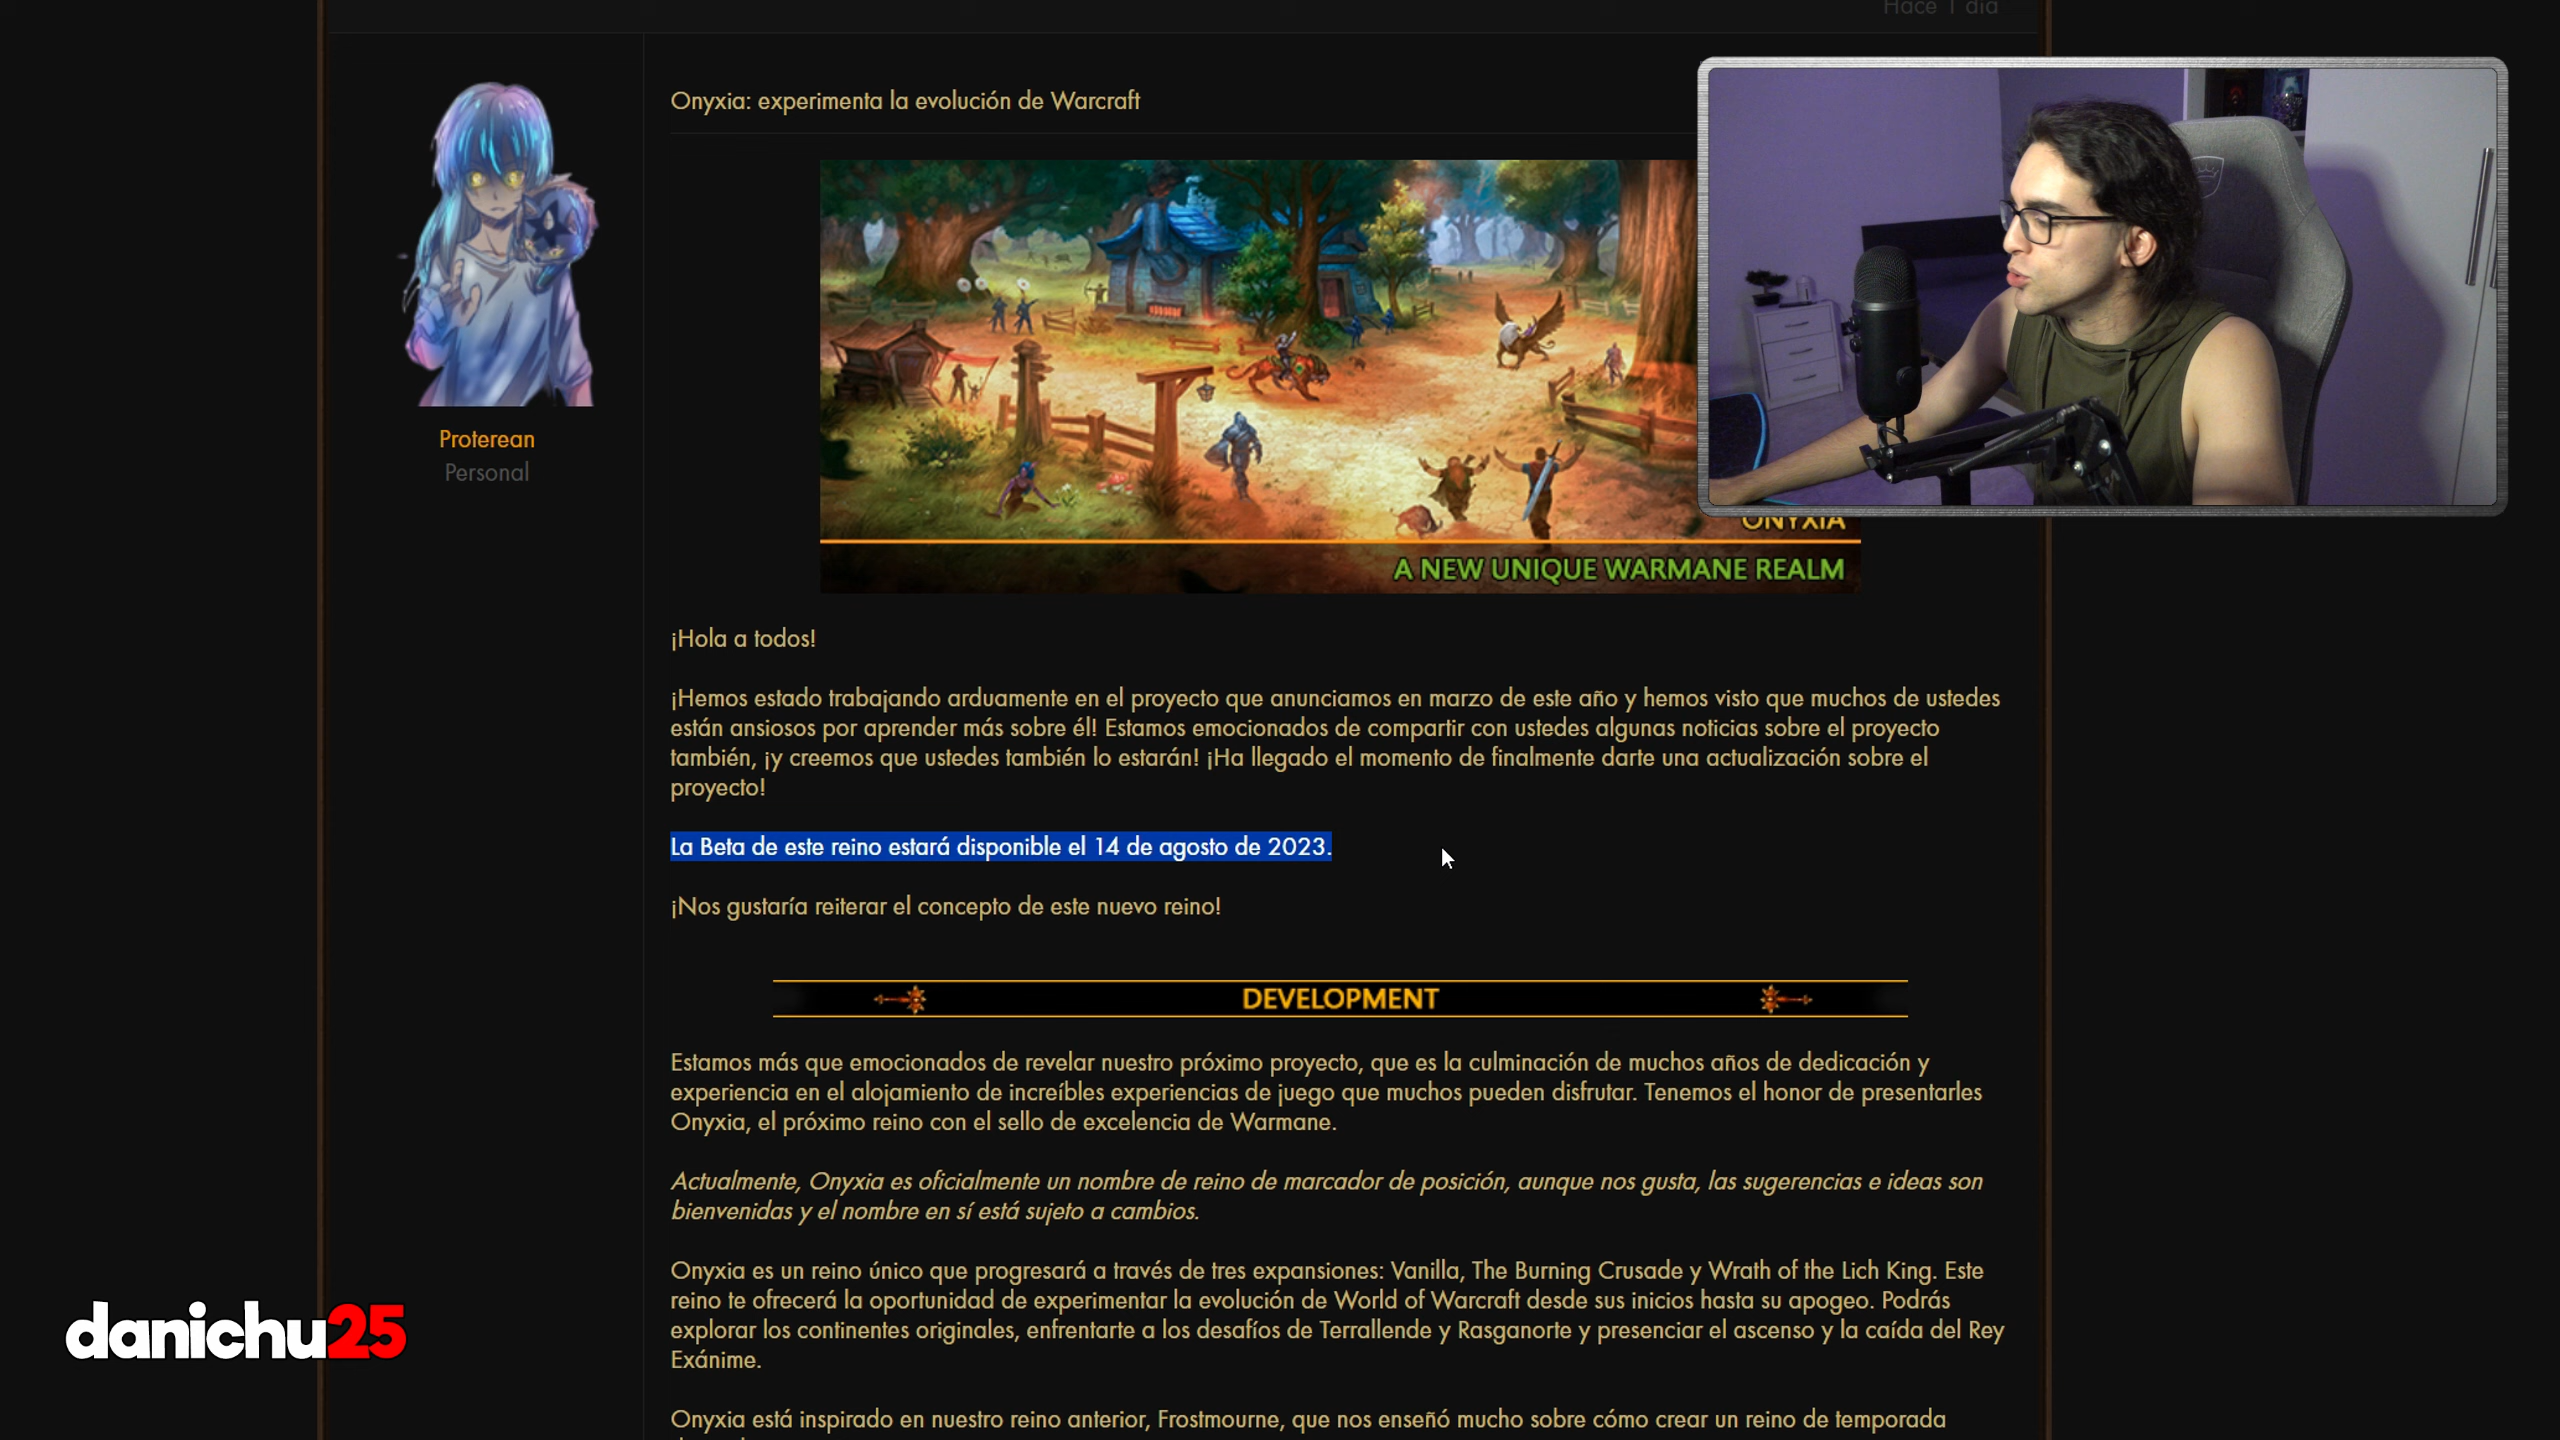 Hace 1 día
Onyxia: experimenta la evolución de Warcraft
Proterean
Personal
ONYXIA
A NEW UNIQUE WARMANE REALM
¡Hola a todos!
¡Hemos estado trabajando arduamente en el proyecto que anunciamos en marzo de este año y hemos visto que muchos de ustedes
están ansiosos por aprender más sobre él! Estamos emocionados de compartir con ustedes algunas noticias sobre el proyecto
también, ¡y creemos que ustedes también lo estarán! ¡Ha llegado el momento de finalmente darte una actualización sobre el
proyecto!
La Beta de este reino estará disponible el 14 de agosto de 2023.
¡Nos gustaría reiterar el concepto de este nuevo reino!
DEVELOPMENT
Estamos más que emocionados de revelar nuestro próximo proyecto, que es la culminación de muchos años de dedicación y
experiencia en el alojamiento de increíbles experiencias de juego que muchos pueden disfrutar. Tenemos el honor de presentarles
Onyxia, el próximo reino con el sello de excelencia de Warmane.
Actualmente, Onyxia es oficialmente un nombre de reino de marcador de posición, aunque nos gusta, las sugerencias e ideas son
bienvenidas y el nombre en sí está sujeto a cambios.
Onyxia es un reino único que progresará a través de tres expansiones: Vanilla, The Burning Crusade y Wrath of the Lich King. Este
reino te ofrecerá la oportunidad de experimentar la evolución de World of Warcraft desde sus inicios hasta su apogeo. Podrás
explorar los continentes originales, enfrentarte a los desafíos de Terrallende y Rasganorte y presenciar el ascenso y la caída del Rey
Exánime.
danichu25
Onyxia está inspirado en nuestro reino anterior, Frostmourne, que nos enseñó mucho sobre cómo crear un reino de temporada